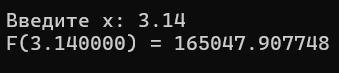 Введите x: 3.14
F(3.140000) = 165047.907748